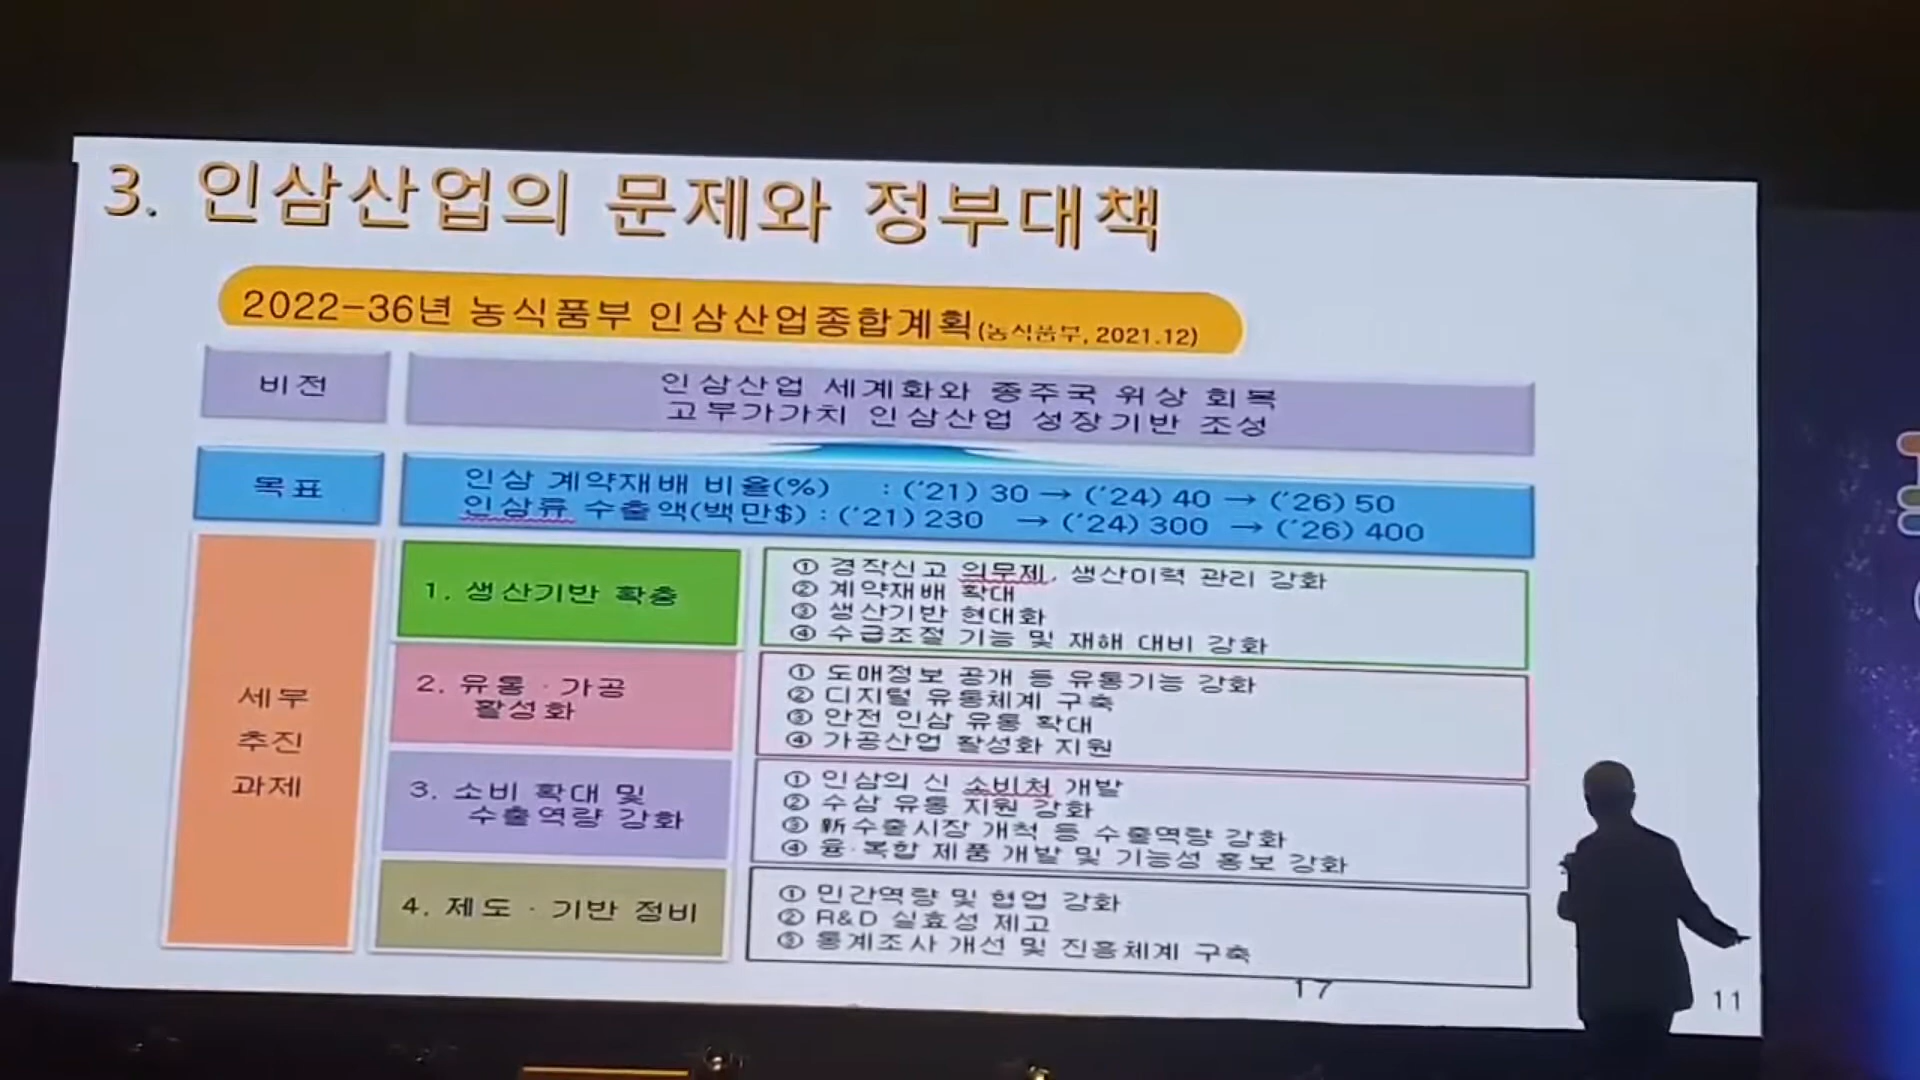 3. 인삼산업의 문제와 정부대책
2022-36년 농식품부 인삼산업종합계획(농식품부, 2021.12)
비전
인삼산업 세계화와 종주국 위상 회복
고부가가치 인삼산업 성장기반 조성
목표
인삼 계약재배 비율(%) : ('21) 30 → ('24) 40 → ('26) 50
인삼류 수출액(백만$) : ('21) 230 → ('24) 300 → ('26) 400
세부
추진
과제
1. 생산기반 확충
① 경작신고 의무제, 생산이력 관리 강화
② 계약재배 확대
③ 생산기반 현대화
④ 수급조절 기능 및 재해 대비 강화
2. 유통·가공
활성화
① 도매정보 공개 등 유통기능 강화
② 디지털 유통체계 구축
③ 안전 인삼 유통 확대
④ 가공산업 활성화 지원
3. 소비 확대 및
수출역량 강화
① 인삼의 신 소비처 개발
② 수삼 유통 지원 강화
③ 新수출시장 개척 등 수출역량 강화
④ 융·복합 제품 개발 및 기능성 홍보 강화
4. 제도·기반 정비
① 민간역량 및 협업 강화
② R&D 실효성 제고
③ 통계조사 개선 및 진흥체계 구축
17
11